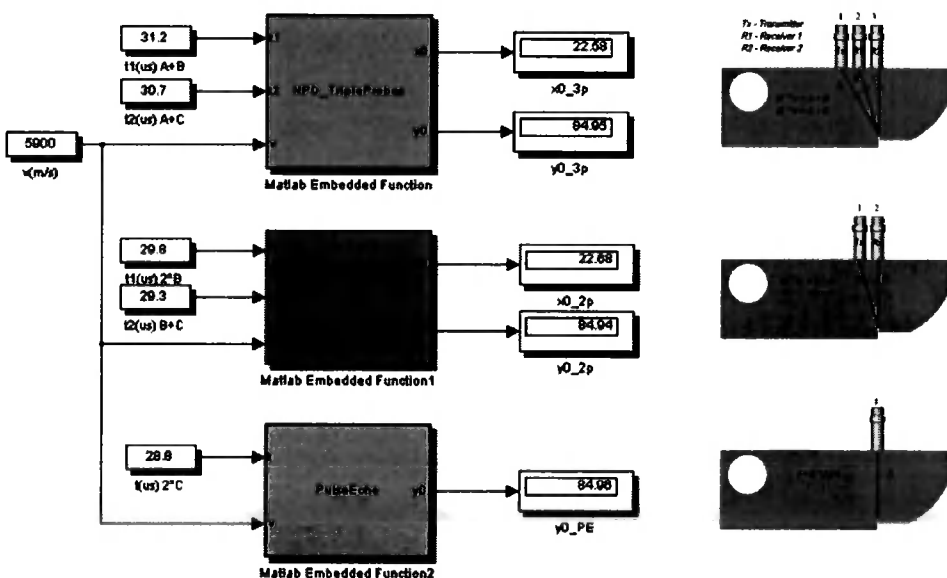 31.2
t1(us) A+B
30.7
t2(us) A+C
5900
v(m/s)
NPD_TripleProbes
x0
y0
v
Matlab Embedded Function
22.58
x0_3p
84.95
y0_3p
Tx - Transmitter
R1 - Receiver 1
R2 - Receiver 2
1 2 3
29.8
t1(us) 2*B
29.3
t2(us) B+C
Matlab Embedded Function1
22.68
x0_2p
84.94
y0_2p
1 2
28.8
t(us) 2*C
PulseEcho
y0
v
Matlab Embedded Function2
84.96
y0_PE